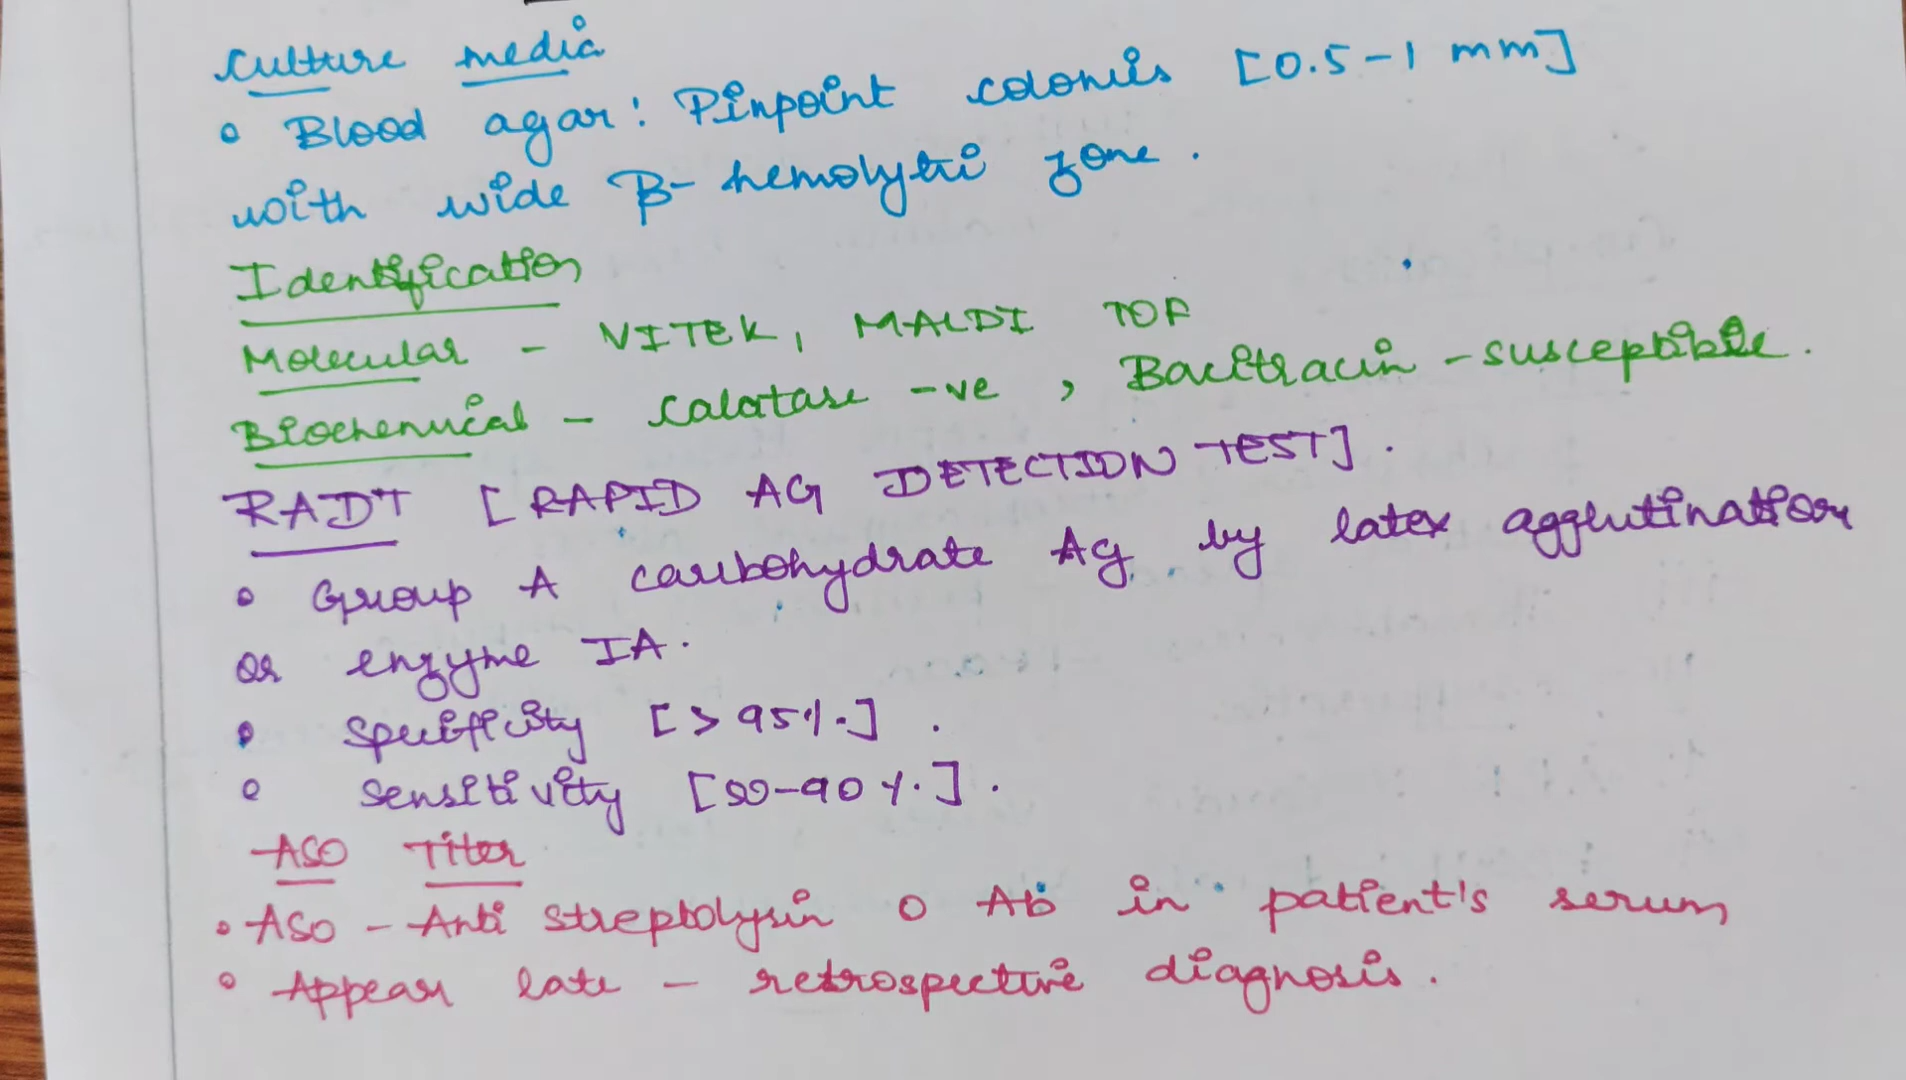 Culture media
• Blood agar: Pinpoint colonies [0.5-1 mm]
with wide β-hemolytic zone.
Identification
Molecular - VITEK, MALDI TOF
Biochemical - Calatase -ve, Bacitracin - susceptible.
RADT [RAPID AG DETECTION TEST].
• Group A carbohydrate Ag by latex agglutination
or enzyme IA.
• Specificity [>95%].
• Sensitivity [-90%].
ASO Titer
• ASO - Anti streptolysin O Ab in patient's serum
• Appear late - retrospective diagnosis.